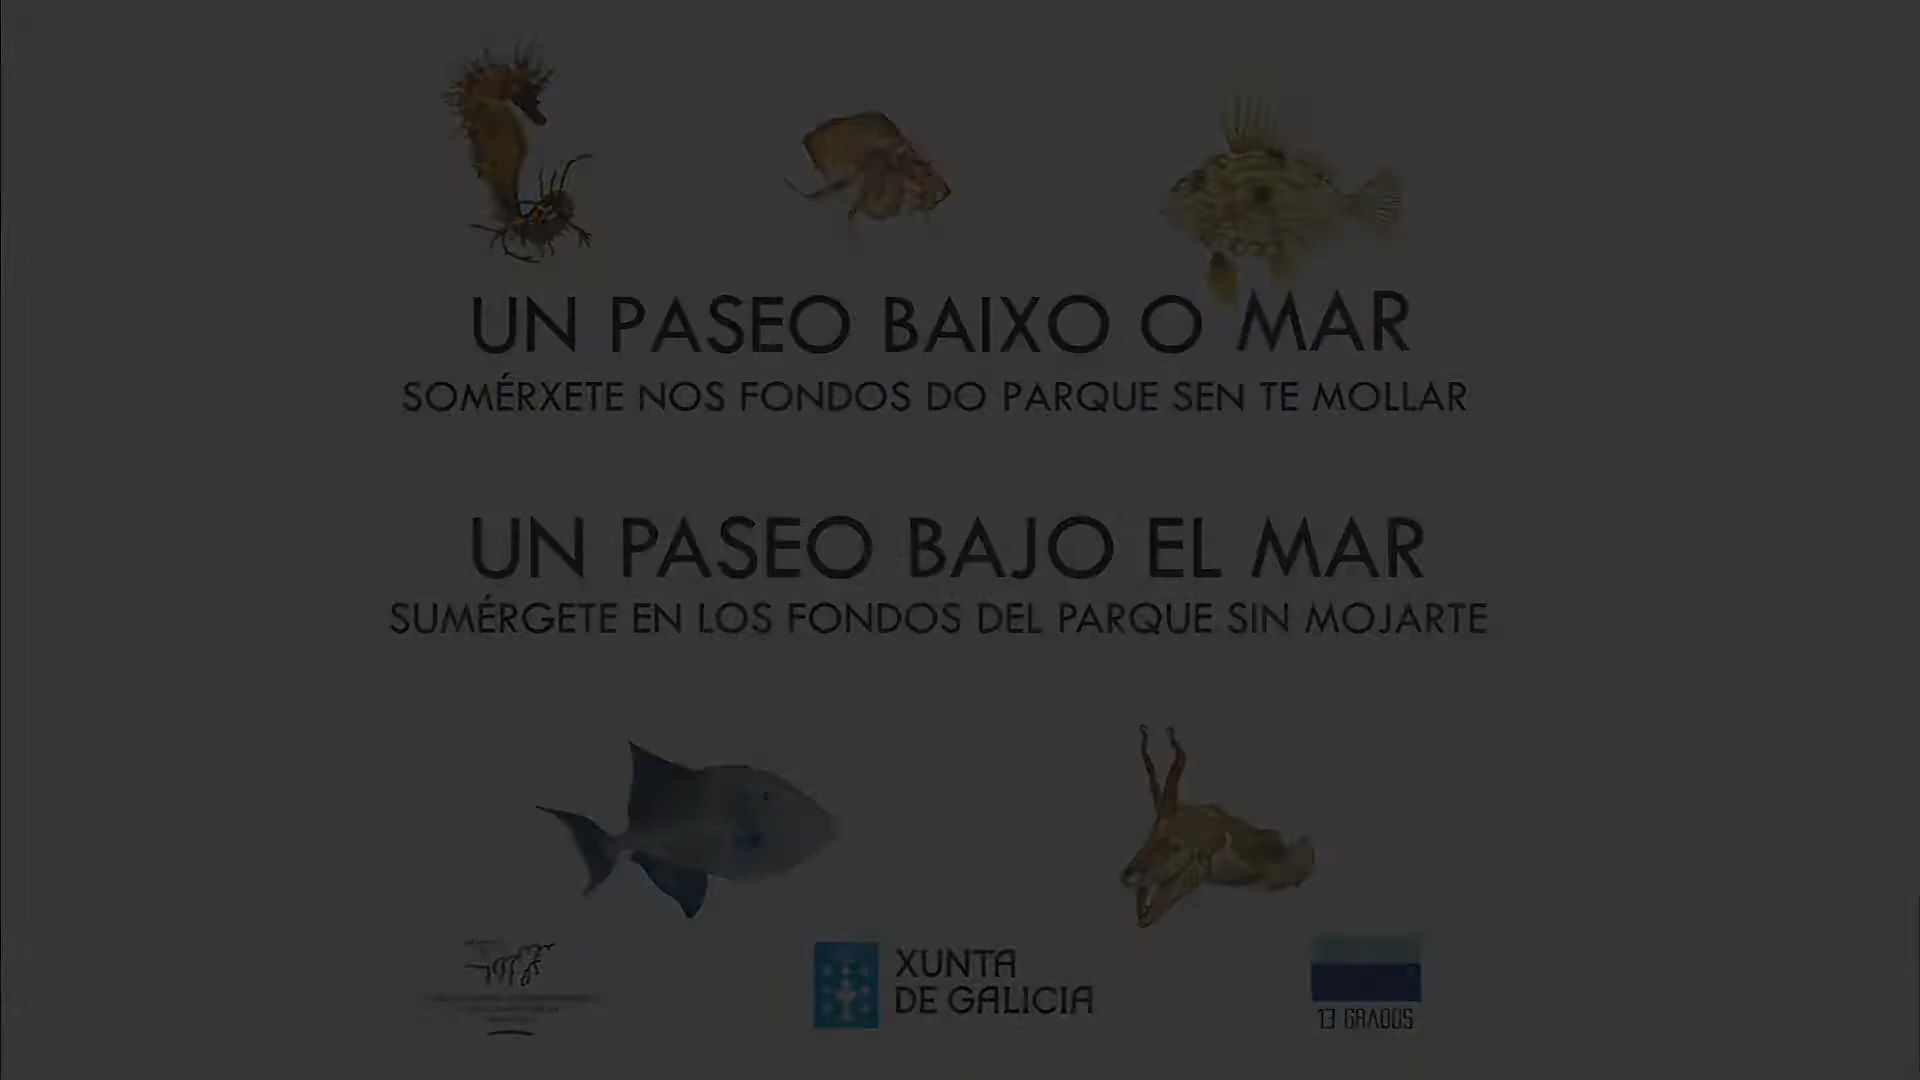 UN PASEO BAIXO O MAR
SOMÉRXETE NOS FONDOS DO PARQUE SEN TE MOLLAR
UN PASEO BAJO EL MAR
SUMÉRGETE EN LOS FONDOS DEL PARQUE SIN MOJARTE
XUNTA
DE GALICIA
13 GRADOS